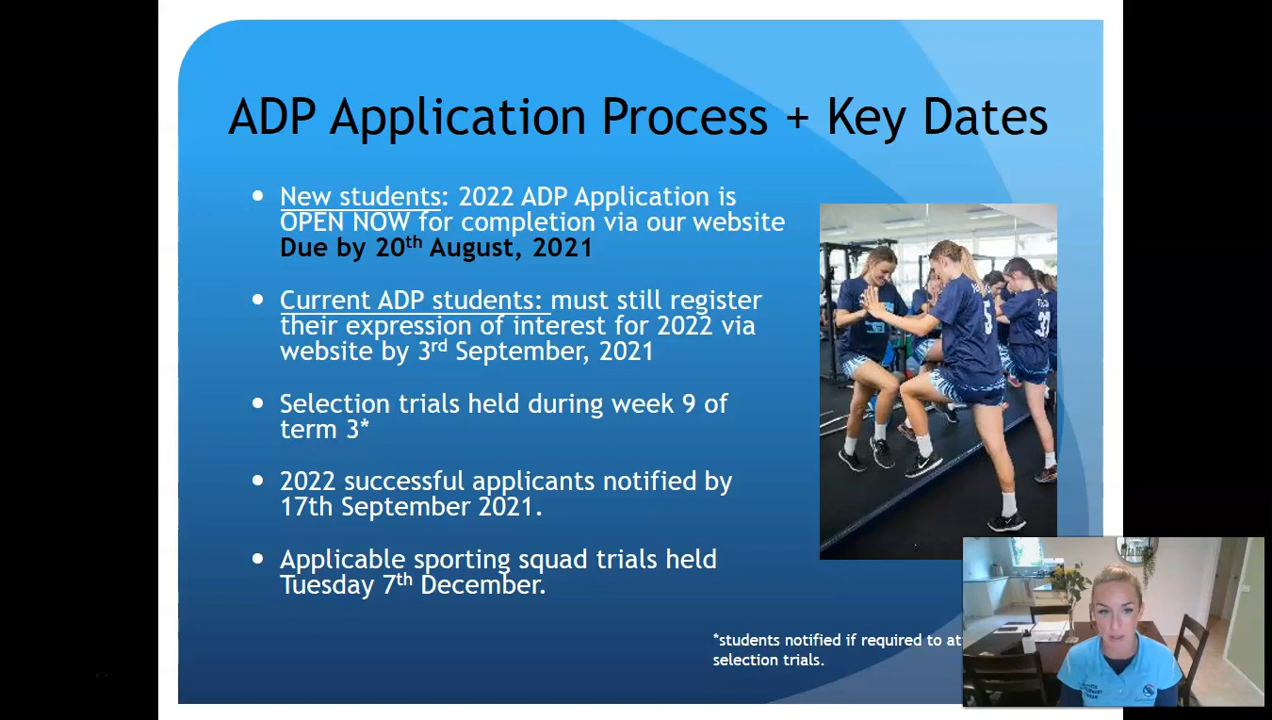 ADP Application Process + Key Dates
New students: 2022 ADP Application is
OPEN NOW for completion via our website
Due by 20th August, 2021
Current ADP students: must still register
their expression of interest for 2022 via
website by 3rd September, 2021
Selection trials held during week 9 of
term 3*
2022 successful applicants notified by
17th September 2021.
Applicable sporting squad trials held
Tuesday 7th December.
*students notified if required to
selection trials.